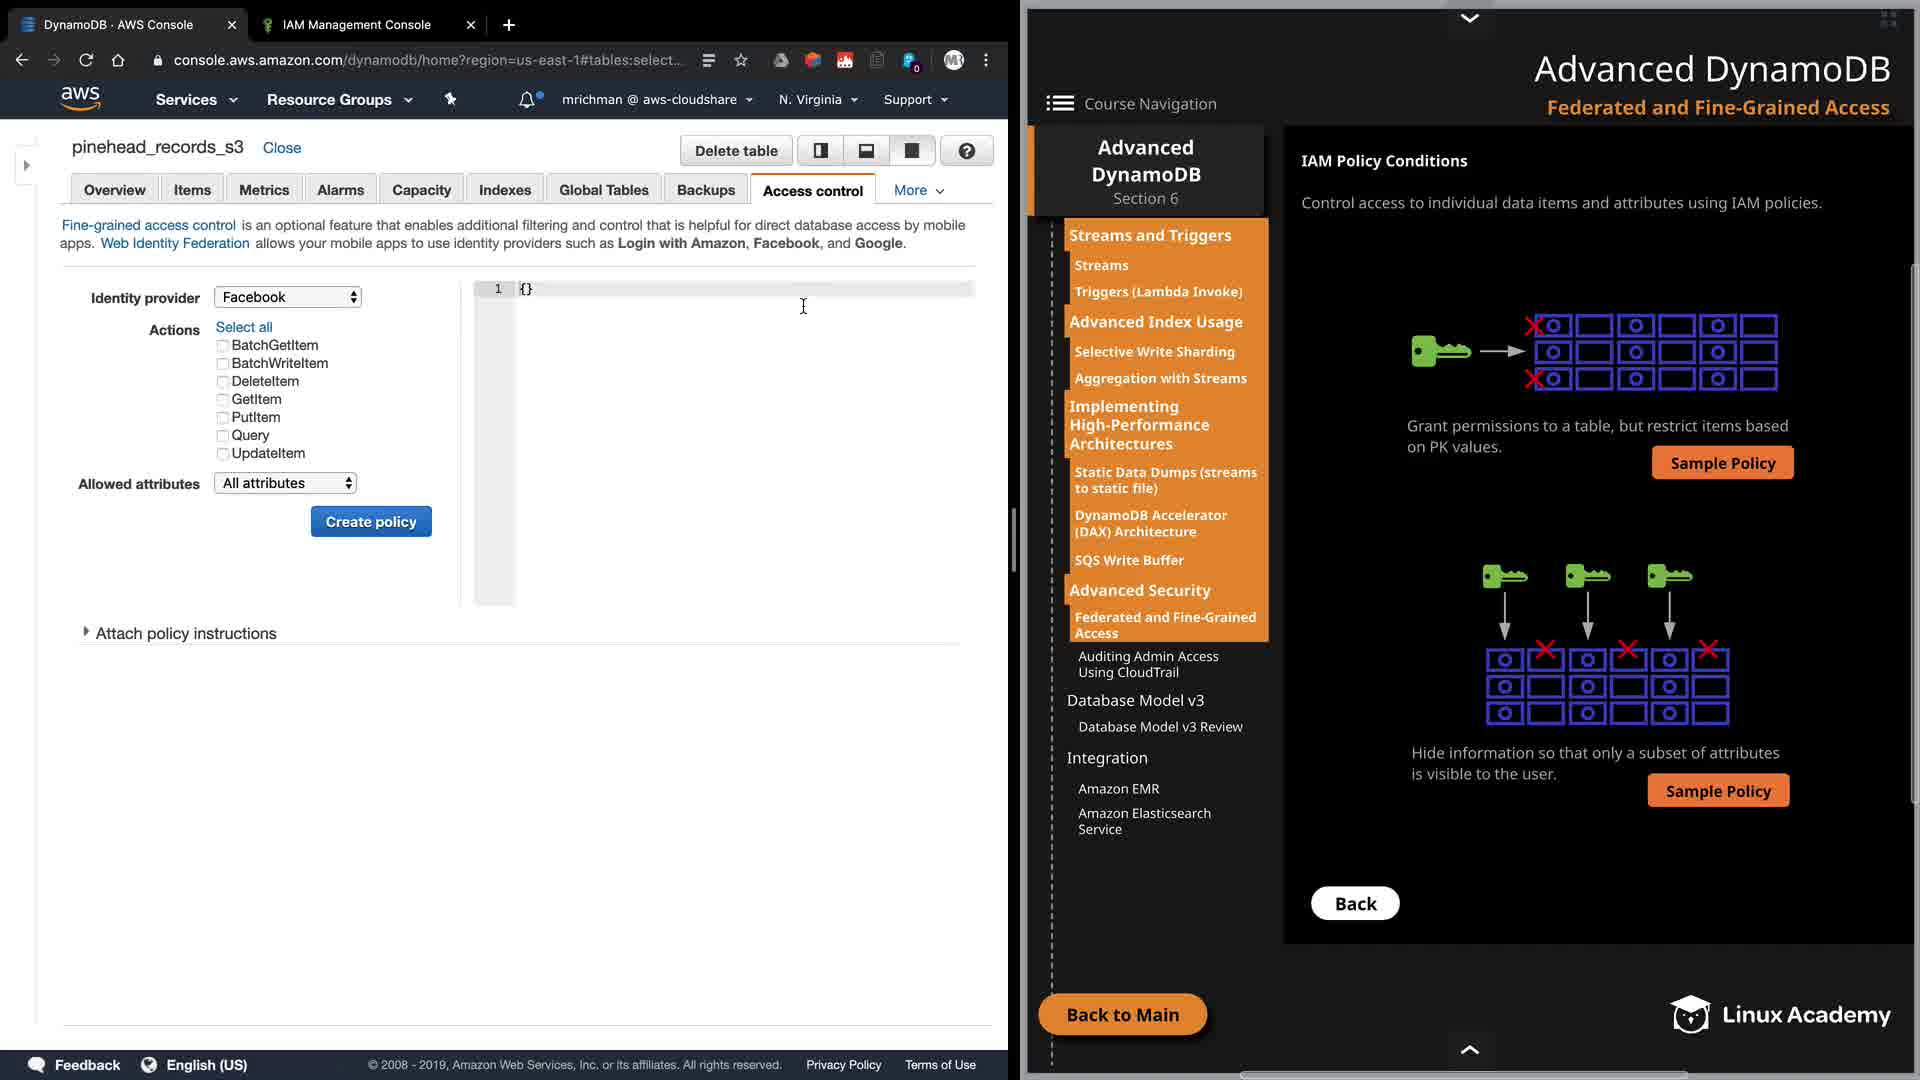 DynamoDB · AWS Console
IAM Management Console
console.aws.amazon.com/dynamodb/home?region=us-east-1#tables:select...
0
aws
Services
Resource Groups
mrichman @ aws-cloudshare
N. Virginia
Support
pinehead_records_s3
Close
Delete table
Overview
Items
Metrics
Alarms
Capacity
Indexes
Global Tables
Backups
Access control
More
Fine-grained access control is an optional feature that enables additional filtering and control that is helpful for direct database access by mobile
apps. Web Identity Federation allows your mobile apps to use identity providers such as Login with Amazon, Facebook, and Google.
Identity provider
Facebook
Actions
Select all
BatchGetItem
BatchWriteItem
DeleteItem
GetItem
PutItem
Query
UpdateItem
Allowed attributes
All attributes
Create policy
1 {}
Attach policy instructions
Feedback
English (US)
© 2008 - 2019, Amazon Web Services, Inc. or its affiliates. All rights reserved.
Privacy Policy
Terms of Use
Advanced DynamoDB
Federated and Fine-Grained Access
Course Navigation
Advanced
DynamoDB
Section 6
Streams and Triggers
Streams
Triggers (Lambda Invoke)
Advanced Index Usage
Selective Write Sharding
Aggregation with Streams
Implementing
High-Performance
Architectures
Static Data Dumps (streams
to static file)
DynamoDB Accelerator
(DAX) Architecture
SQS Write Buffer
Advanced Security
Federated and Fine-Grained
Access
Auditing Admin Access
Using CloudTrail
Database Model v3
Database Model v3 Review
Integration
Amazon EMR
Amazon Elasticsearch
Service
Back to Main
IAM Policy Conditions
Control access to individual data items and attributes using IAM policies.
Grant permissions to a table, but restrict items based
on PK values.
Sample Policy
Hide information so that only a subset of attributes
is visible to the user.
Sample Policy
Back
Linux Academy